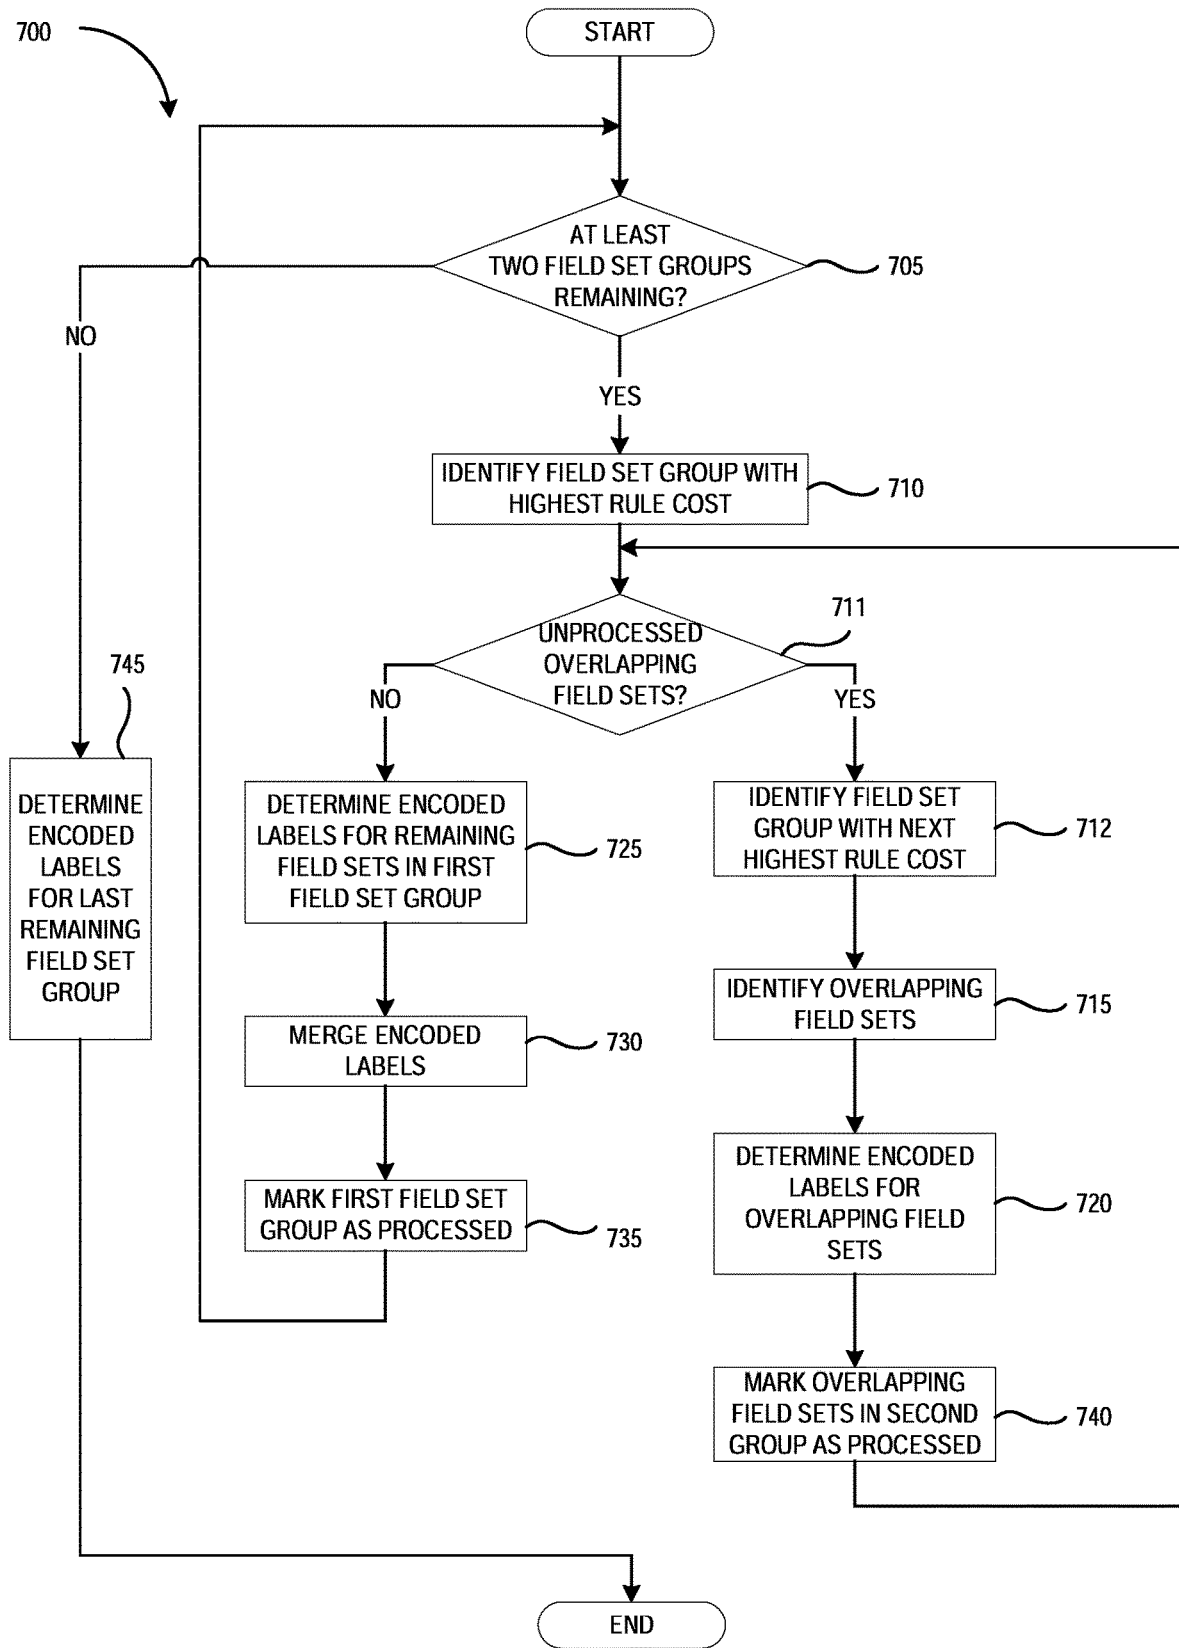 700
START
AT LEAST
TWO FIELD SET GROUPS
REMAINING?
705
NO
YES
IDENTIFY FIELD SET GROUP WITH
HIGHEST RULE COST
710
UNPROCESSED
OVERLAPPING
FIELD SETS?
711
NO
YES
745
DETERMINE
ENCODED
LABELS
FOR LAST
REMAINING
FIELD SET
GROUP
DETERMINE ENCODED
LABELS FOR REMAINING
FIELD SETS IN FIRST
FIELD SET GROUP
725
IDENTIFY FIELD SET
GROUP WITH NEXT
HIGHEST RULE COST
712
MERGE ENCODED
LABELS
730
IDENTIFY OVERLAPPING
FIELD SETS
715
MARK FIRST FIELD SET
GROUP AS PROCESSED
735
DETERMINE ENCODED
LABELS FOR
OVERLAPPING FIELD
SETS
720
MARK OVERLAPPING
FIELD SETS IN SECOND
GROUP AS PROCESSED
740
END